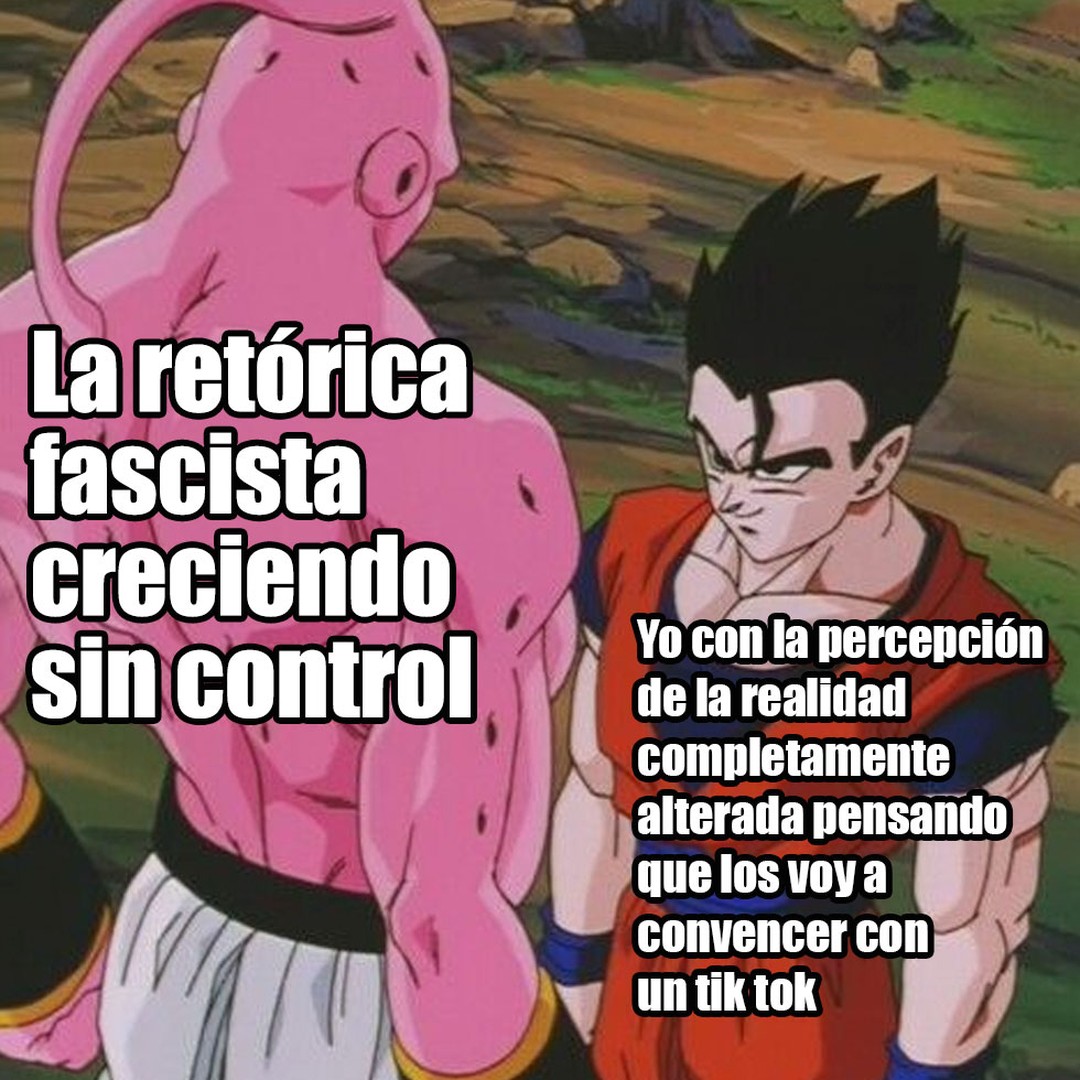 La retórica
fascista
creciendo
sin control
Yo con la percepción
de la realidad
completamente
alterada pensando
que los voy a
convencer con
un tik tok